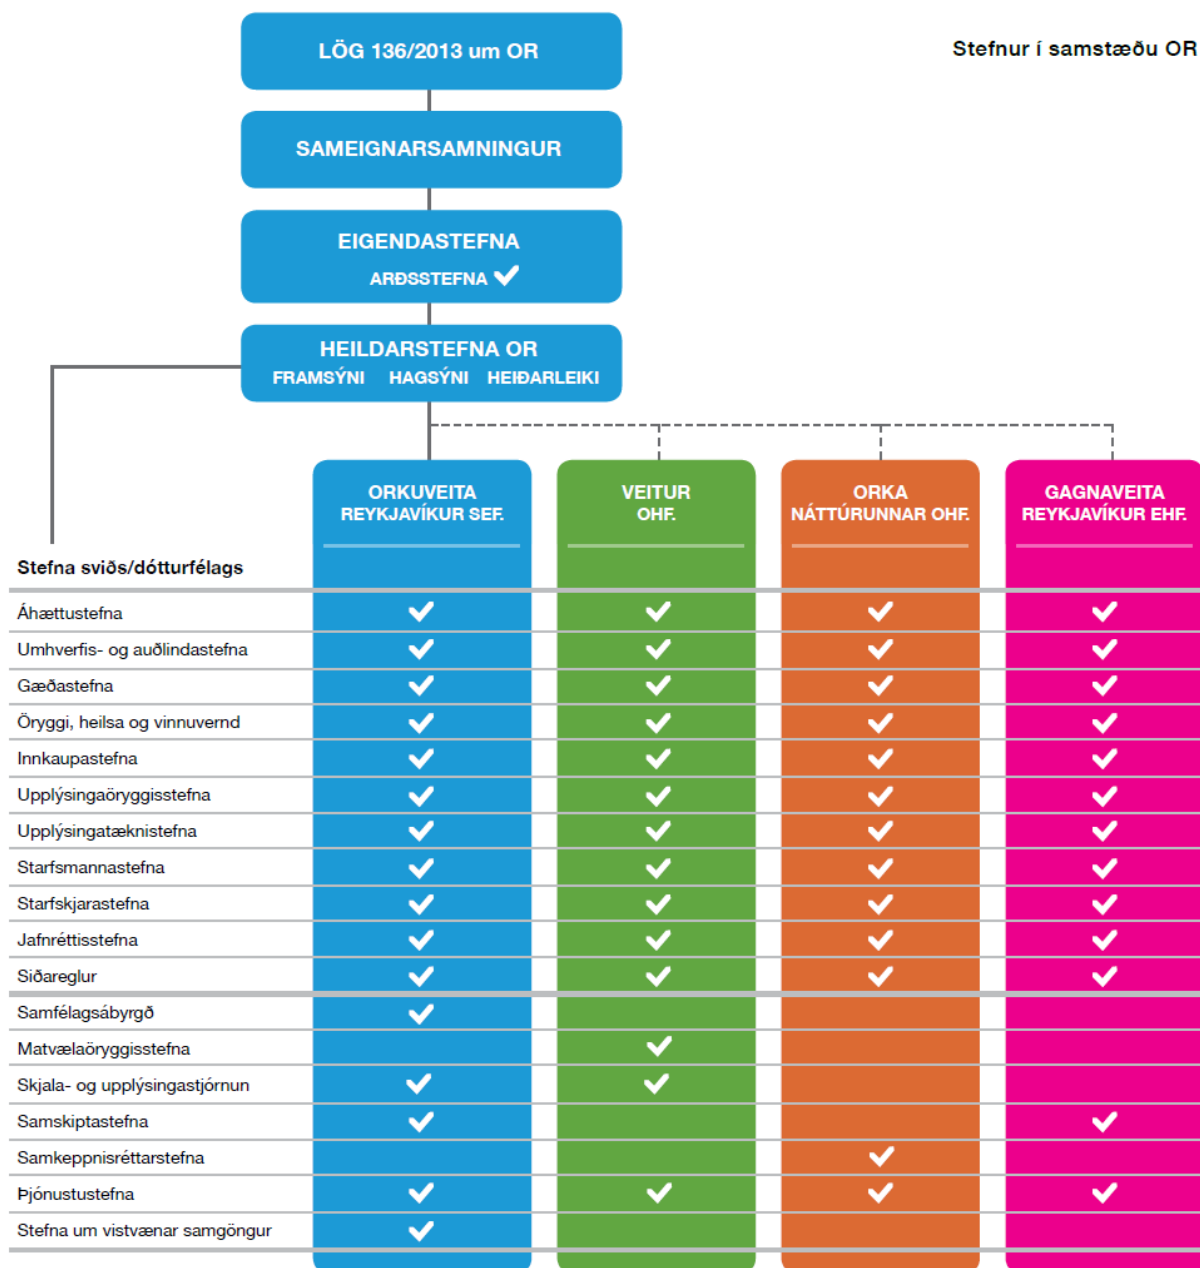 LÖG 136/2013 um OR
Stefnur í samstæðu OR
SAMEIGNARSAMNINGUR
EIGENDASTEFNA
ARÐSSTEFNA ✓
HEILDARSTEFNA OR
FRAMSÝNI HAGSÝNI HEIÐARLEIKI
ORKUVEITA
REYKJAVÍKUR SEF.
VEITUR
OHF.
ORKA
NÁTTÚRUNNAR OHF.
GAGNAVEITA
REYKJAVÍKUR EHF.
Stefna sviðs/dótturfélags
Áhættustefna ✓ ✓ ✓ ✓
Umhverfis- og auðlindastefna ✓ ✓ ✓ ✓
Gæðastefna ✓ ✓ ✓ ✓
Öryggi, heilsa og vinnuvernd ✓ ✓ ✓ ✓
Innkaupastefna ✓ ✓ ✓ ✓
Upplýsingaöryggisstefna ✓ ✓ ✓ ✓
Upplýsingatæknistefna ✓ ✓ ✓ ✓
Starfsmannastefna ✓ ✓ ✓ ✓
Starfskjarastefna ✓ ✓ ✓ ✓
Jafnréttisstefna ✓ ✓ ✓ ✓
Siðareglur ✓ ✓ ✓ ✓
Samfélagsábyrgð ✓
Matvælaöryggisstefna ✓
Skjala- og upplýsingastjórnun ✓ ✓
Samskiptastefna ✓ ✓
Samkeppnisréttarstefna ✓
Þjónustustefna ✓ ✓ ✓ ✓
Stefna um vistvænar samgöngur ✓